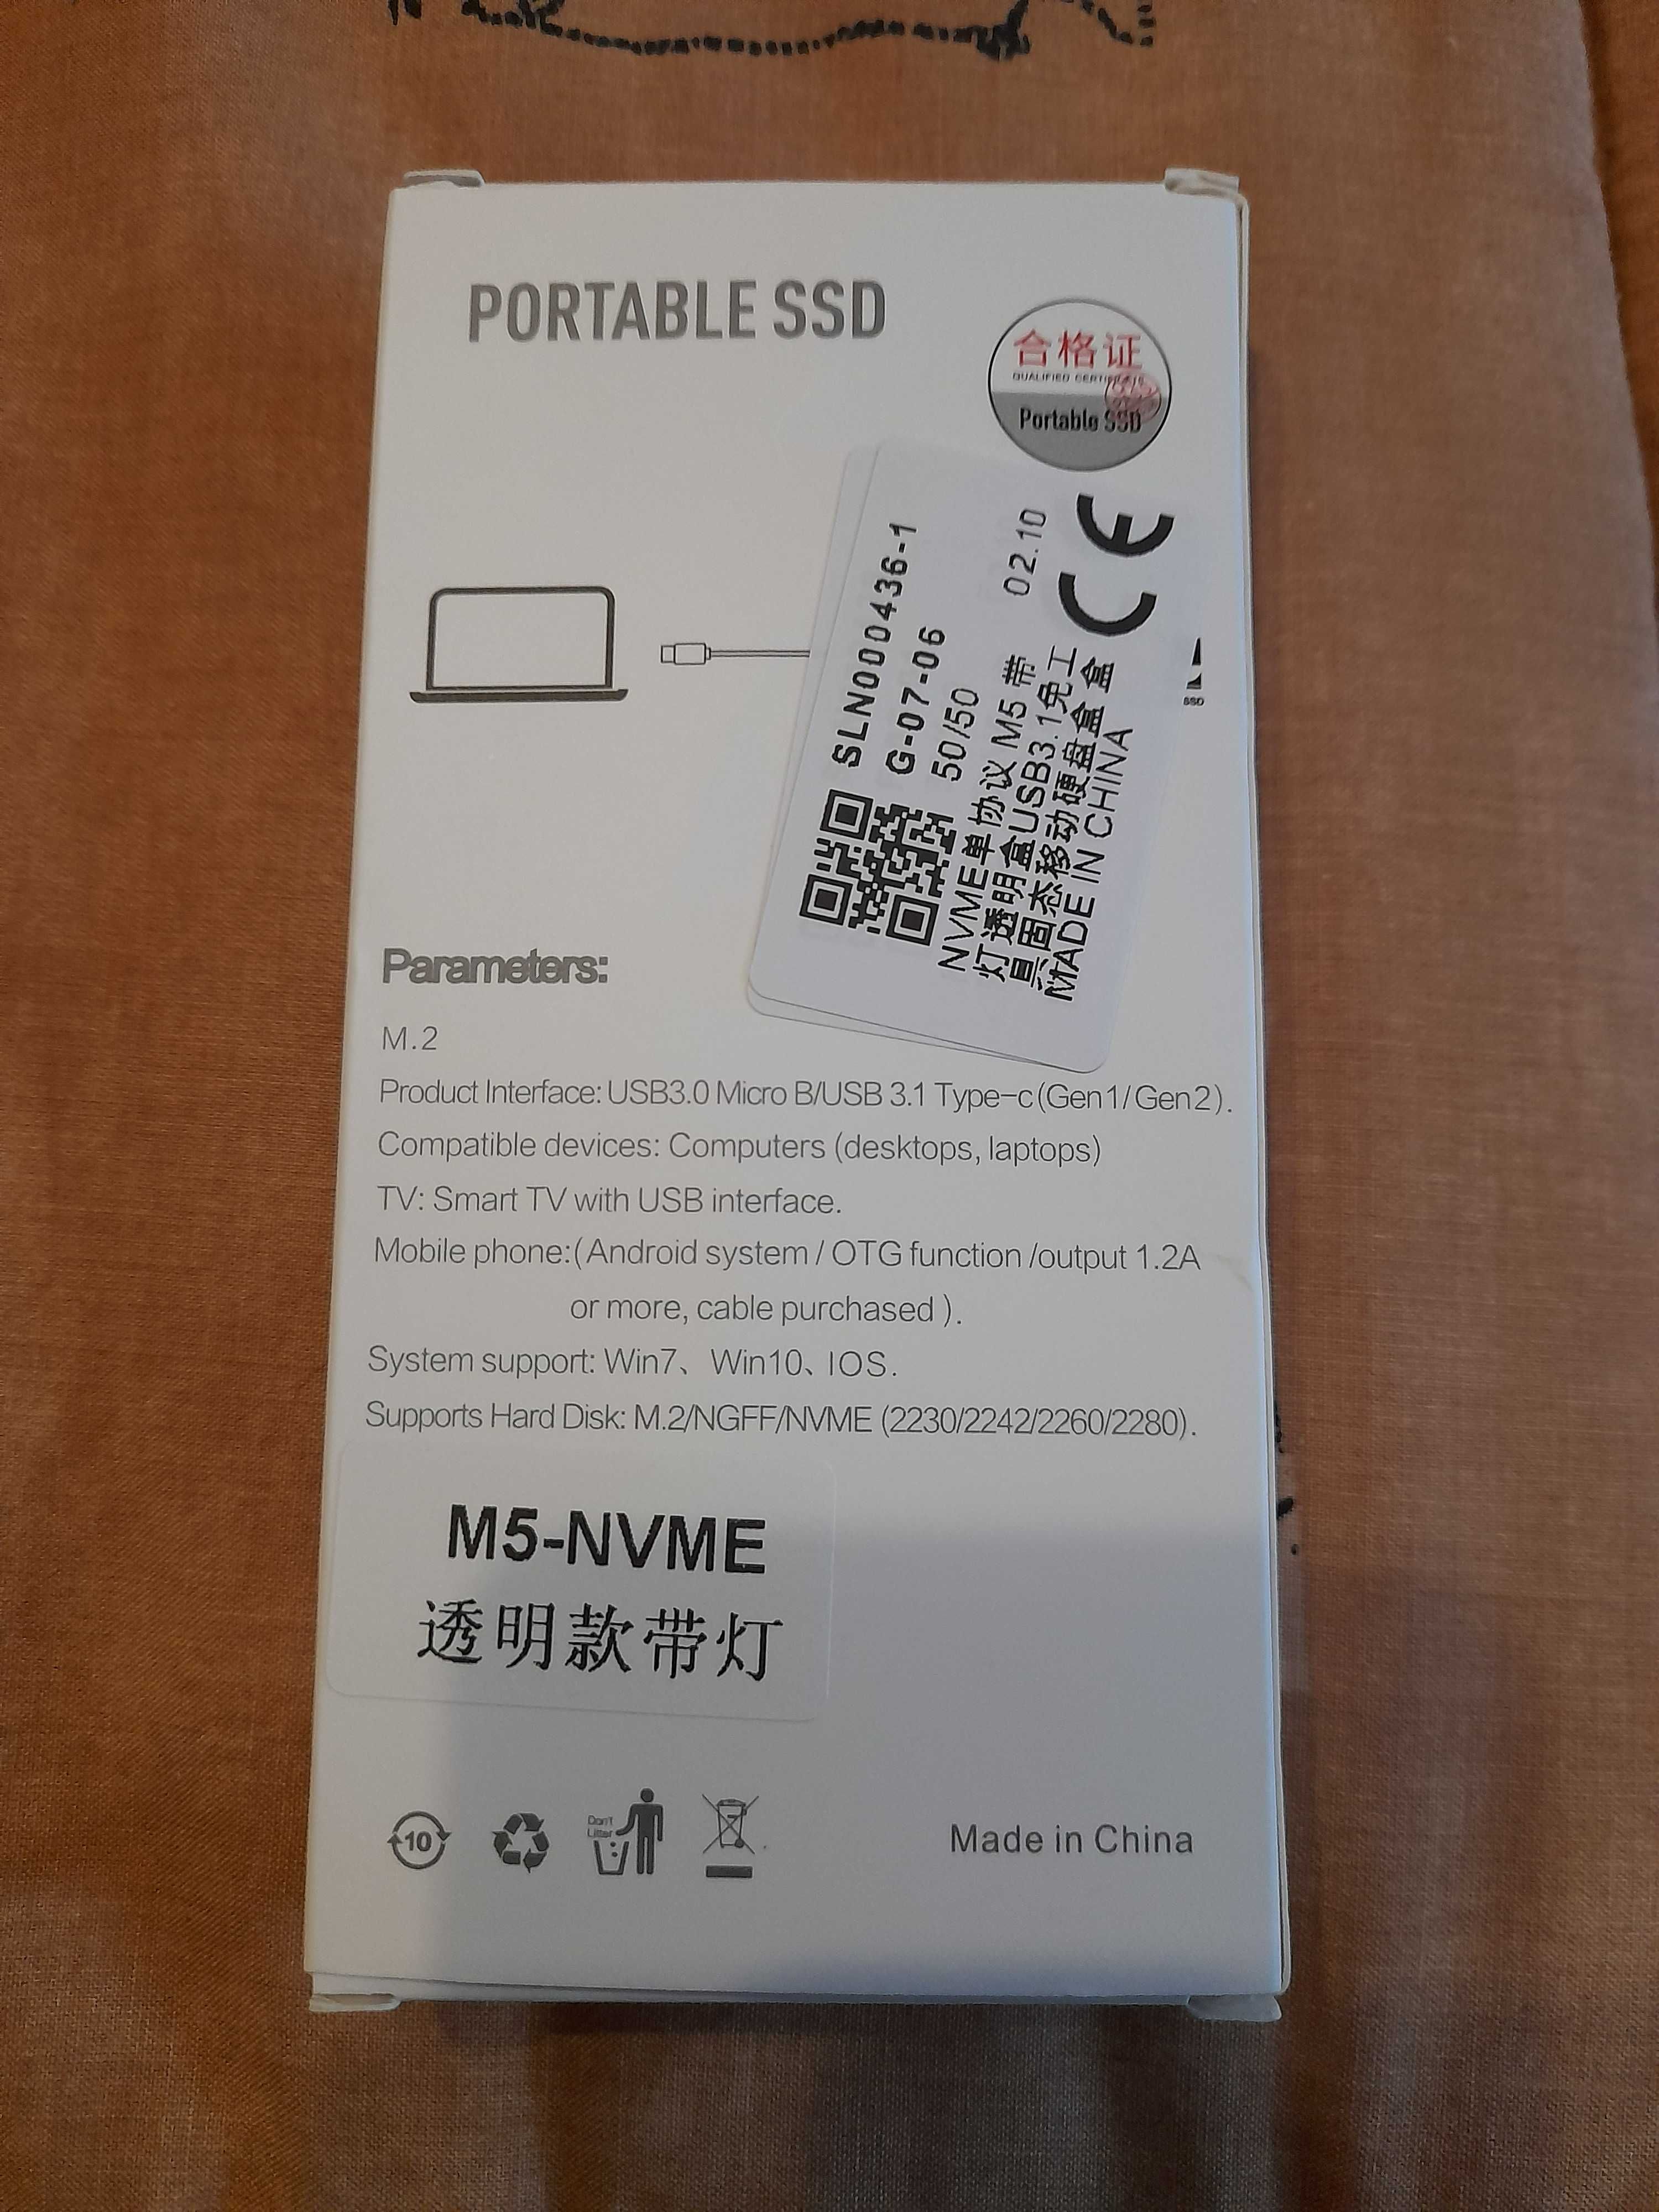 PORTABLE SSD
合格证
QUALIFIED CERTIFICATE
Portable SSD
SLN000436-1
G-07-06
50/50
02.10
NVME单协议 M5 带
灯透明盒USB3.1免工
具固态移动硬盘盒盒
MADE IN CHINA
CE
SSD
Parameters:
M.2
Product Interface: USB3.0 Micro B/USB 3.1 Type-c(Gen1/Gen2).
Compatible devices: Computers (desktops, laptops)
TV: Smart TV with USB interface.
Mobile phone:(Android system / OTG function /output 1.2A
or more, cable purchased ).
System support: Win7、Win10、IOS.
Supports Hard Disk: M.2/NGFF/NVME (2230/2242/2260/2280).
M5-NVME
透明款带灯
10
Don't
Litter
Made in China